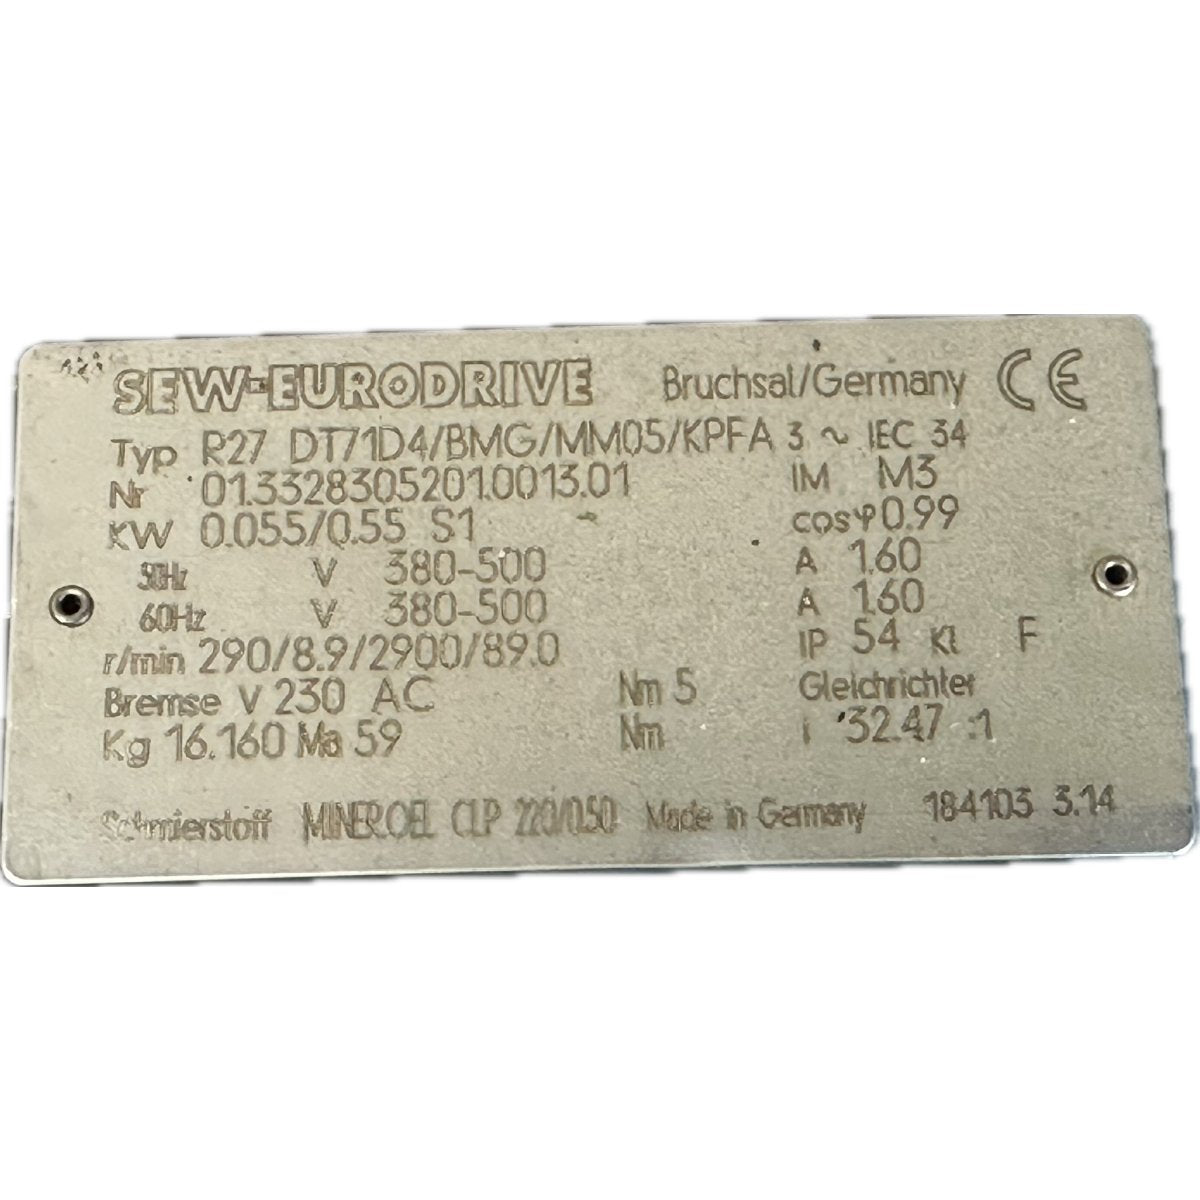 SEW-EURODRIVE Bruchsal/Germany CE
Typ R27 DT71D4/BMG/MM05/KPFA 3 ~ IEC 34
Nr 01.3328305201.0013.01 IM M3
KW 0.055/0.55 S1 cosφ 0.99
50Hz V 380-500 A 1.60
60Hz V 380-500 A 1.60
r/min 290/8.9/2900/89.0 IP 54 Kl F
Bremse V 230 AC Nm 5 Gleichrichter
Kg 16.160 Ma 59 Nm i 32.47 :1
Schmierstoff MINEROEL CLP 220/0.50 Made in Germany 184103 3.14